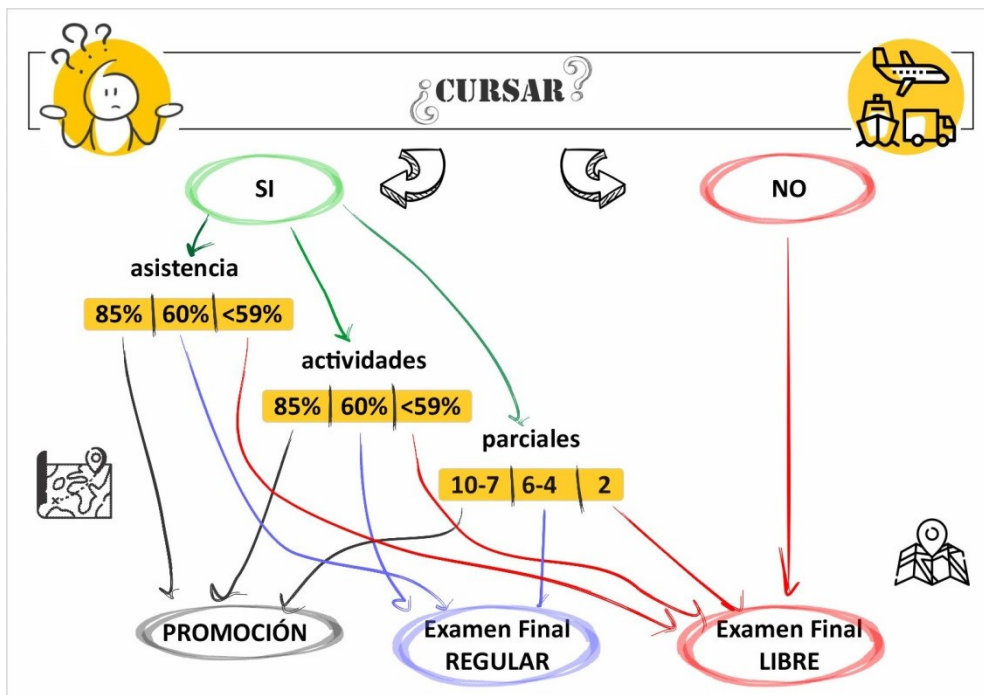 ¿CURSAR?
SI
NO
asistencia
85% 60% <59%
actividades
85% 60% <59%
parciales
10-7 6-4 2
PROMOCIÓN
Examen Final
REGULAR
Examen Final
LIBRE